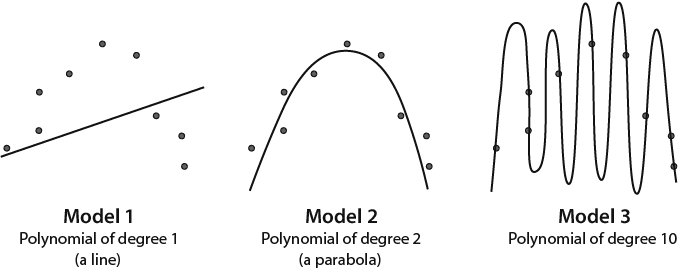 Model 1
Polynomial of degree 1
(a line)
Model 2
Polynomial of degree 2
(a parabola)
Model 3
Polynomial of degree 10